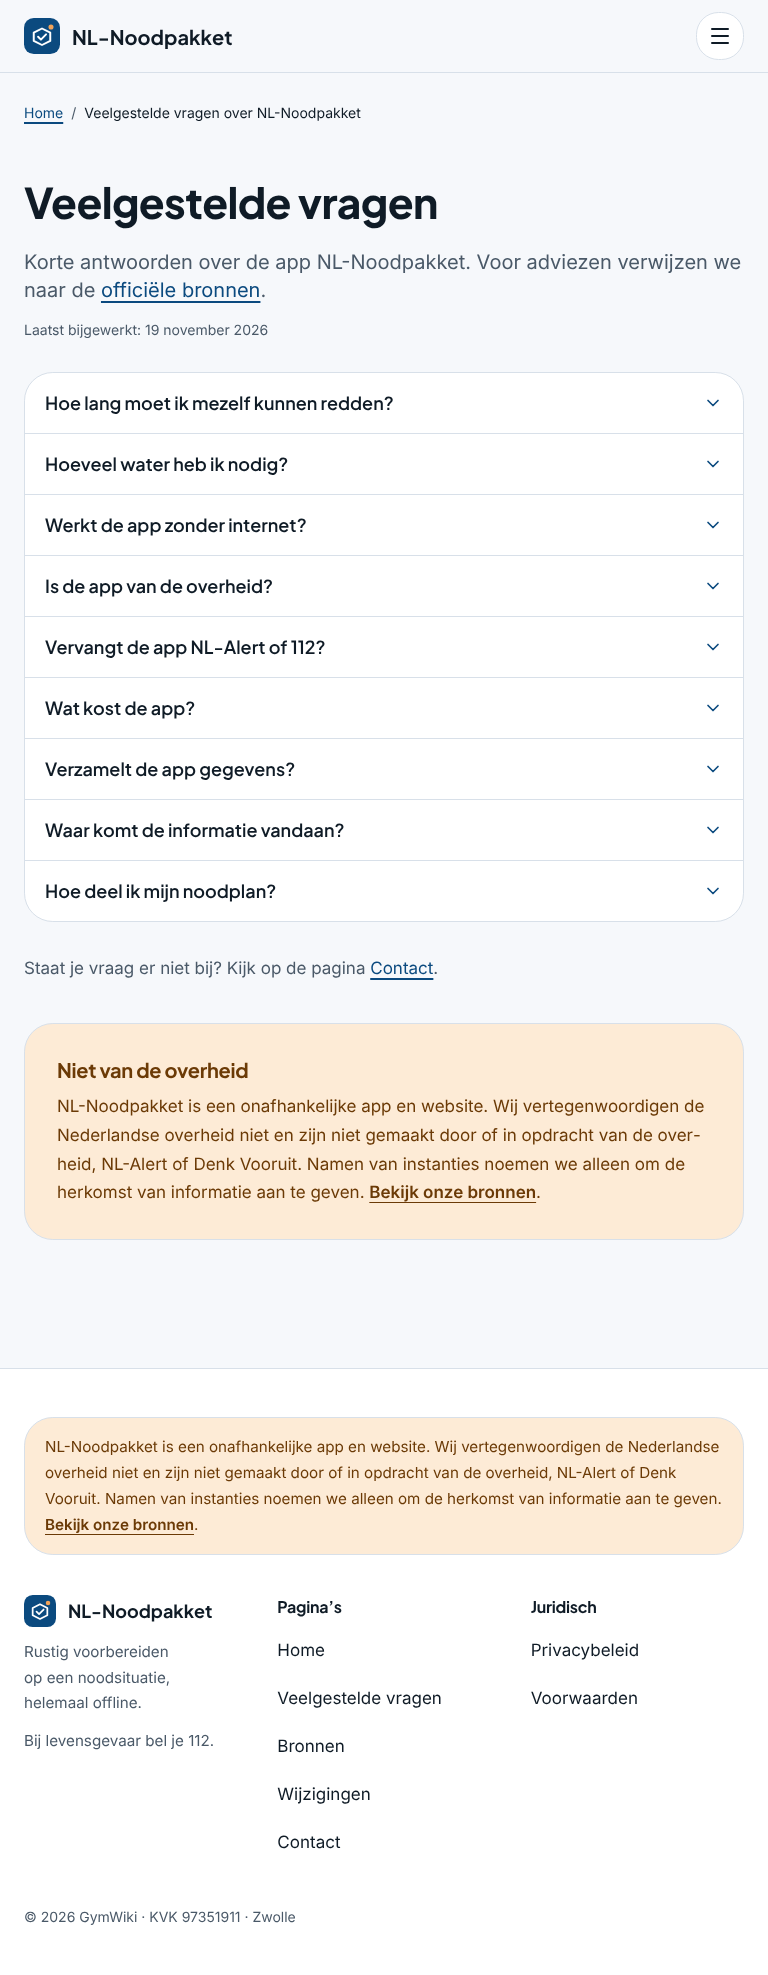 NL-Noodpakket
Home / Veelgestelde vragen over NL-Noodpakket
Veelgestelde vragen
Korte antwoorden over de app NL-Noodpakket. Voor adviezen verwijzen we
naar de officiële bronnen.
Laatst bijgewerkt: 19 november 2026
Hoe lang moet ik mezelf kunnen redden?
Hoeveel water heb ik nodig?
Werkt de app zonder internet?
Is de app van de overheid?
Vervangt de app NL-Alert of 112?
Wat kost de app?
Verzamelt de app gegevens?
Waar komt de informatie vandaan?
Hoe deel ik mijn noodplan?
Staat je vraag er niet bij? Kijk op de pagina Contact.
Niet van de overheid
NL-Noodpakket is een onafhankelijke app en website. Wij vertegenwoordigen de
Nederlandse overheid niet en zijn niet gemaakt door of in opdracht van de over-
heid, NL-Alert of Denk Vooruit. Namen van instanties noemen we alleen om de
herkomst van informatie aan te geven. Bekijk onze bronnen.
NL-Noodpakket is een onafhankelijke app en website. Wij vertegenwoordigen de Nederlandse
overheid niet en zijn niet gemaakt door of in opdracht van de overheid, NL-Alert of Denk
Vooruit. Namen van instanties noemen we alleen om de herkomst van informatie aan te geven.
Bekijk onze bronnen.
NL-Noodpakket
Rustig voorbereiden
op een noodsituatie,
helemaal offline.
Bij levensgevaar bel je 112.
Pagina's
Home
Veelgestelde vragen
Bronnen
Wijzigingen
Contact
Juridisch
Privacybeleid
Voorwaarden
© 2026 GymWiki · KVK 97351911 · Zwolle